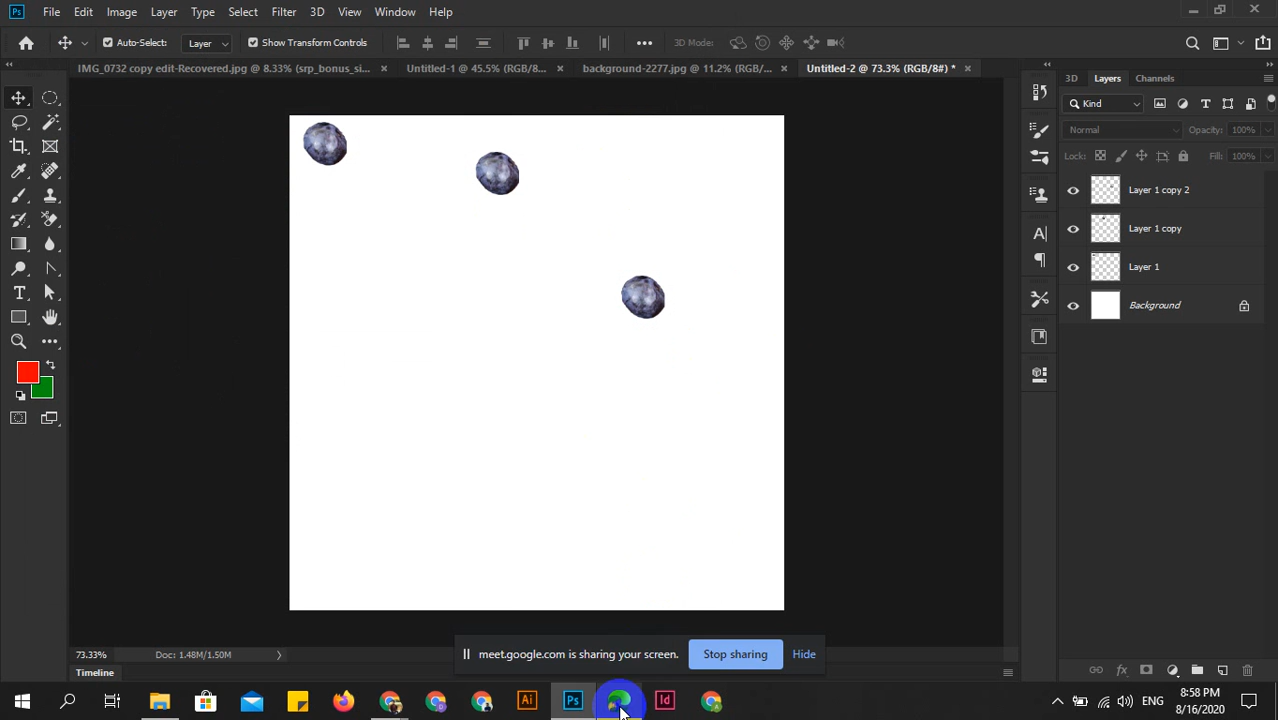 Ps File Edit Image Layer Type Select Filter 3D View Window Help
Auto-Select: Layer Show Transform Controls 3D Mode:
IMG_0732 copy edit-Recovered.jpg @ 8.33% (srp_bonus_si... × Untitled-1 @ 45.5% (RGB/8... × background-2277.jpg @ 11.2% (RGB/... × Untitled-2 @ 73.3% (RGB/8#) * ×
3D Layers Channels
Kind
Normal Opacity: 100%
Lock: Fill: 100%
Layer 1 copy 2
Layer 1 copy
Layer 1
Background
73.33% Doc: 1.48M/1.50M
meet.google.com is sharing your screen. Stop sharing Hide
Timeline
Ai Ps Id ENG 8:58 PM
8/16/2020